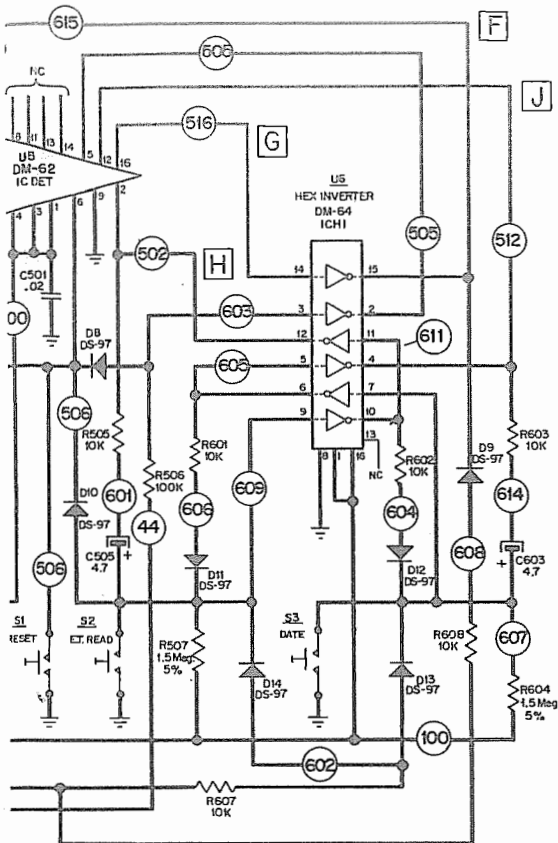 615
F
505
NC
J
516
8
11
13
14
5
12
16
2
G
U8
DM-62
IC DET
U6
HEX INVERTER
DM-64
(CH)
4
3
1
6
9
505
512
502
H
14
15
C501
.02
603
3
2
00
12
11
611
D8
DS-97
605
5
4
6
7
506
9
10
R505
10K
R601
10K
13
NC
R602
10K
D9
DS-97
R603
10K
8
1
16
R506
100K
609
D10
DS-97
601
44
606
604
614
C505
4.7
+
608
C603
4.7
+
506
D11
DS-97
D12
DS-97
S1
RESET
S2
E.T. READ
S3
DATE
R507
1.5 Meg
5%
R608
10K
607
D14
DS-97
D13
DS-97
R604
1.5 Meg
5%
100
602
R607
10K